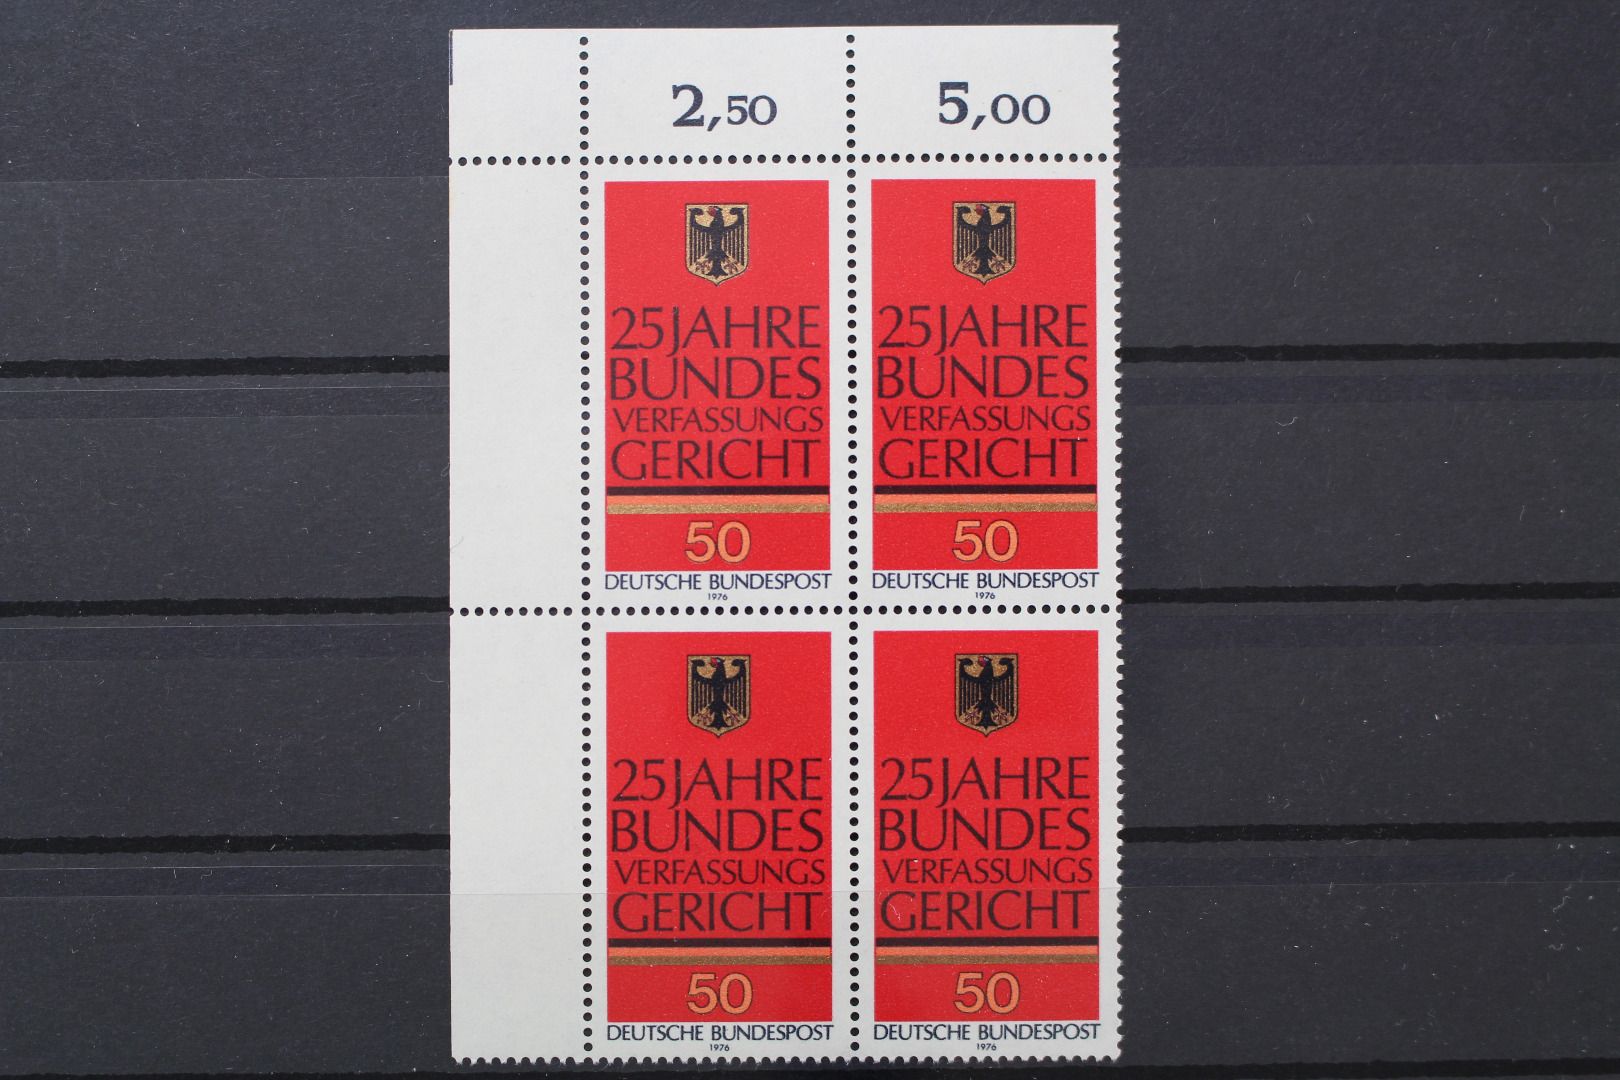 2,50
5,00
25 JAHRE
BUNDES
VERFASSUNGS
GERICHT
50
DEUTSCHE BUNDESPOST
1976
25 JAHRE
BUNDES
VERFASSUNGS
GERICHT
50
DEUTSCHE BUNDESPOST
1976
25 JAHRE
BUNDES
VERFASSUNGS
GERICHT
50
DEUTSCHE BUNDESPOST
1976
25 JAHRE
BUNDES
VERFASSUNGS
GERICHT
50
DEUTSCHE BUNDESPOST
1976